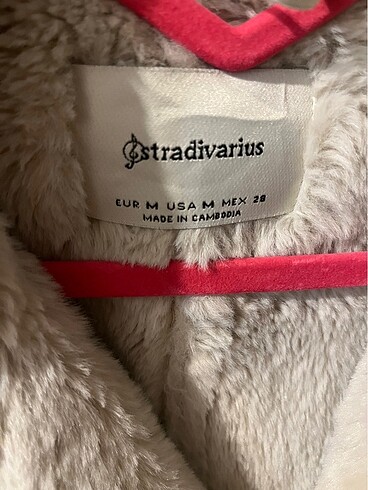 stradivarius
EUR M USA M MEX 28
MADE IN CAMBODIA